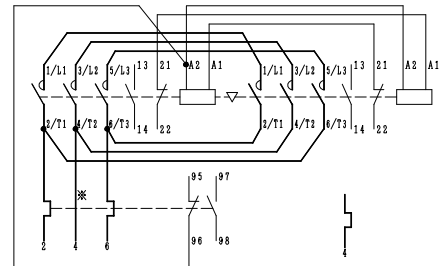 1/L1 3/L2 5/L3 13 21 A2 A1 1/L1 3/L2 5/L3 13 21 A2 A1
2/T1 4/T2 6/T3 14 22 2/T1 4/T2 6/T3 14 22
※ 95 97
2 4 6 96 98 4